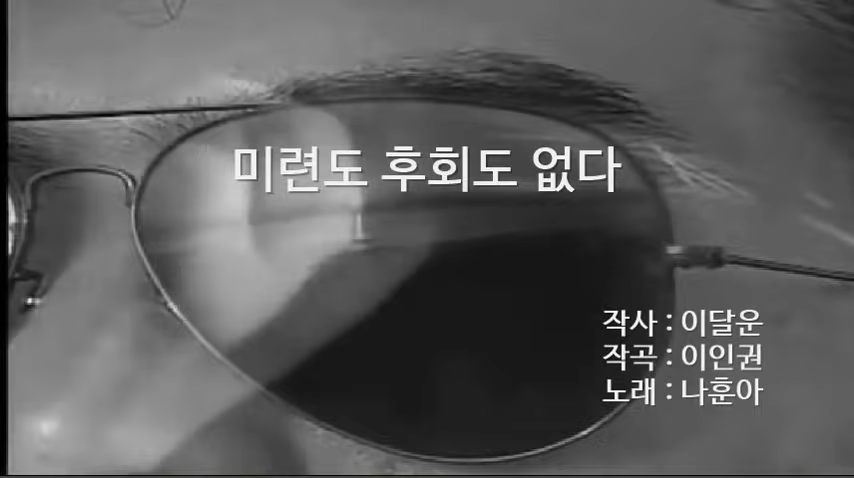 미련도 후회도 없다
작사 : 이달운
작곡 : 이인권
노래 : 나훈아